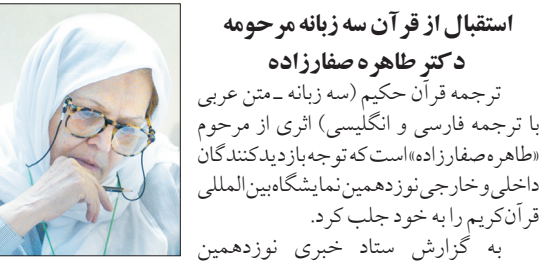 استقبال از قرآن سه زبانه مرحومه
دکتر طاهره صفارزاده
ترجمه قرآن حکیم (سه زبانه ـ متن عربی
با ترجمه فارسی و انگلیسی) اثری از مرحوم
«طاهره صفارزاده» است که توجه بازدیدکنندگان
داخلی و خارجی نوزدهمین نمایشگاه بین‌المللی
قرآن کریم را به خود جلب کرد.
به گزارش ستاد خبری نوزدهمین